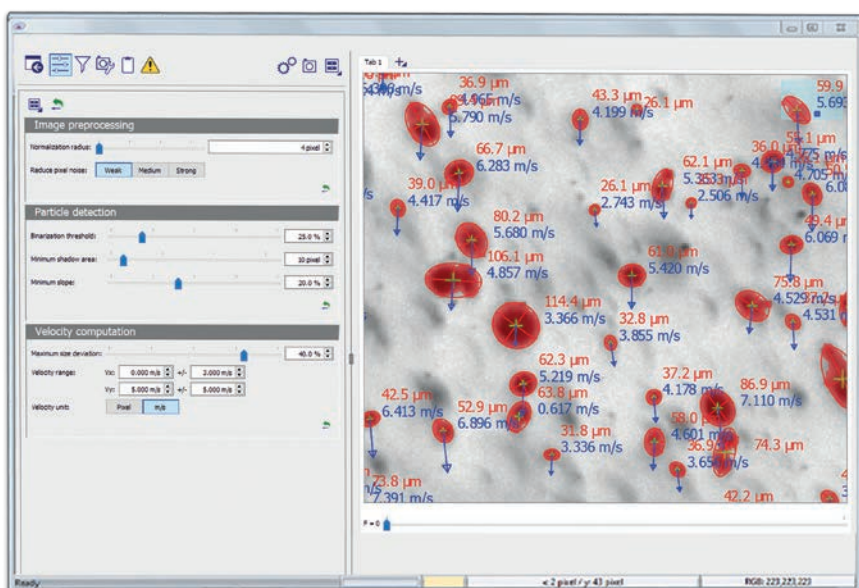 Tab 1
Image preprocessing
Normalization radius:
4 pixel
Reduce pixel noise:
Weak
Medium
Strong
Particle detection
Binarization threshold:
25.0 %
Minimum shadow area:
10 pixel
Minimum slope:
20.0 %
Velocity computation
Maximum size deviation:
40.0 %
Velocity range:
Vx: 0.000 m/s +/- 3.000 m/s
Vy: 5.000 m/s +/- 5.000 m/s
Velocity unit:
Pixel
m/s
36.9 µm
4.965 m/s
5.790 m/s
43.3 µm
4.199 m/s
26.1 µm
59.9
5.693
66.7 µm
6.283 m/s
39.0 µm
4.417 m/s
62.1 µm
26.1 µm
2.743 m/s
2.506 m/s
36.0 µm
4.705 m/s
80.2 µm
5.680 m/s
49.4 µm
6.069 m/s
106.1 µm
4.857 m/s
5.420 m/s
75.8 µm
4.529 m/s
4.531 m/s
114.4 µm
3.366 m/s
32.8 µm
3.855 m/s
62.3 µm
5.219 m/s
63.8 µm
0.617 m/s
37.2 µm
4.178 m/s
86.9 µm
7.110 m/s
42.5 µm
6.413 m/s
52.9 µm
6.896 m/s
58.0 µm
4.601 m/s
31.8 µm
3.336 m/s
36.9
74.3 µm
73.8 µm
7.391 m/s
42.2 µm
F = 0
Ready
x: 2 pixel / y: 43 pixel
RGB: 223,223,223